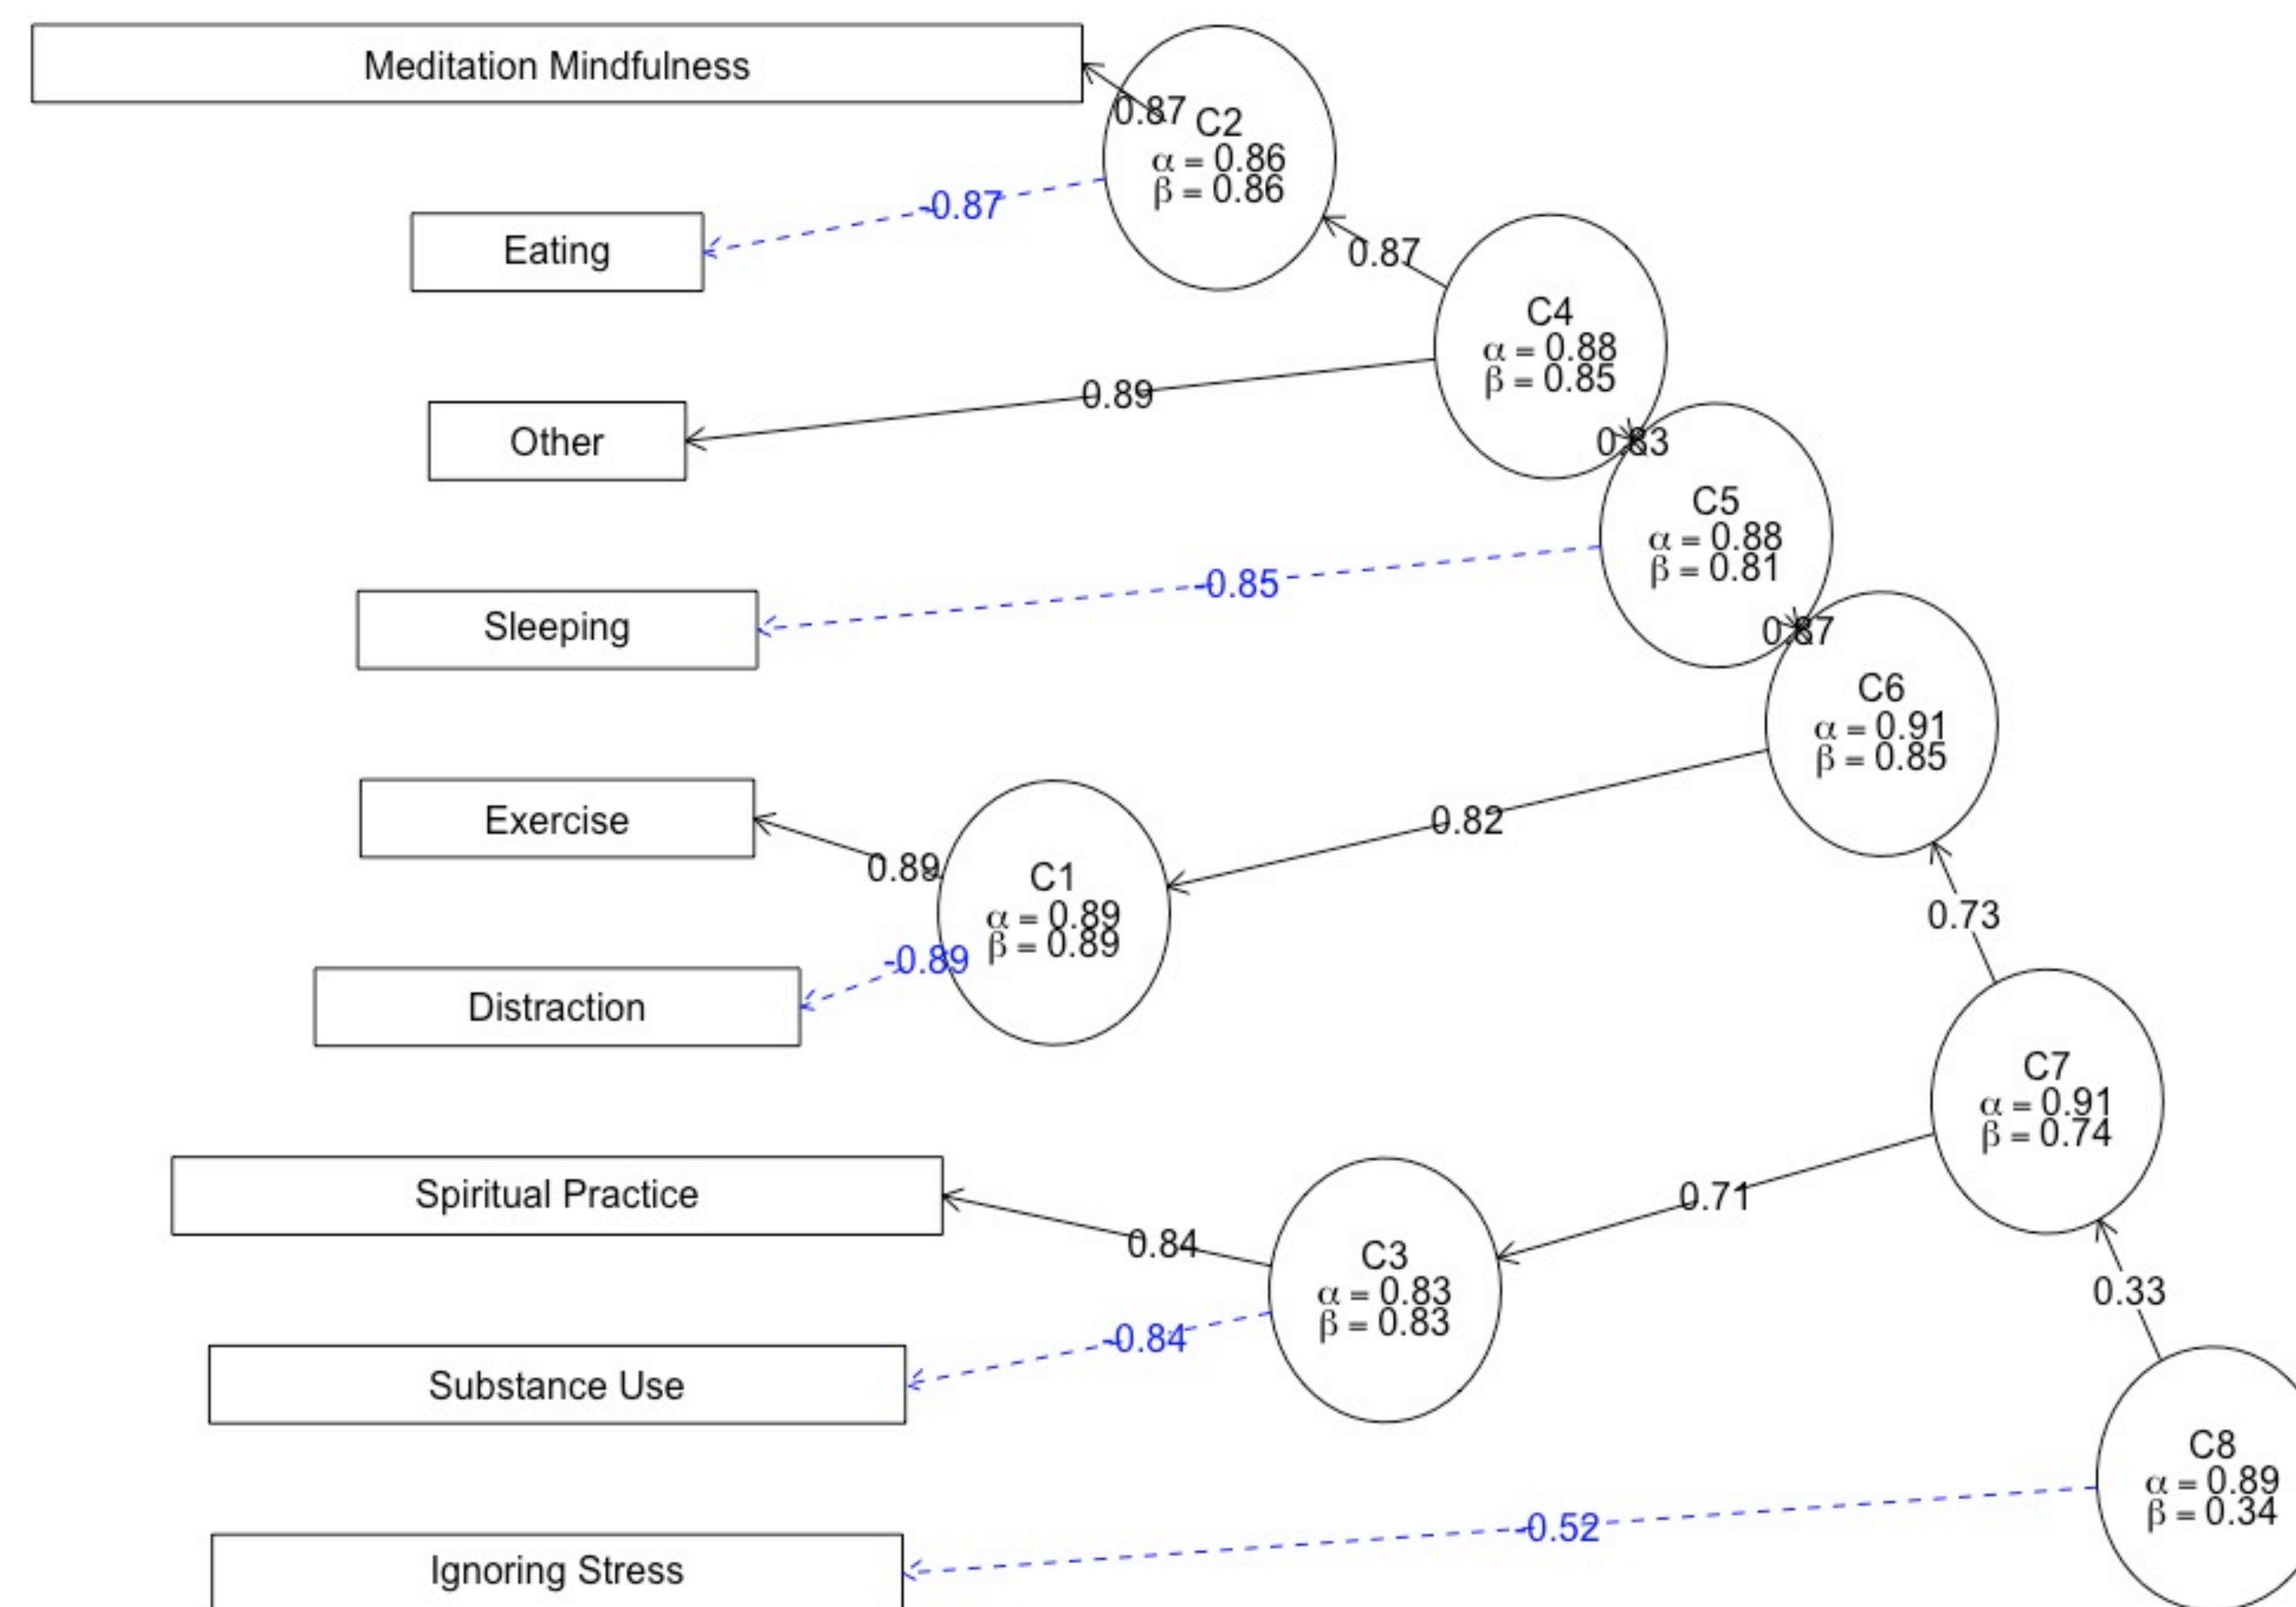 Meditation Mindfulness
0.87
C2
α = 0.86
β = 0.86
-0.87
Eating
0.87
C4
α = 0.88
β = 0.85
0.89
Other
0.83
C5
α = 0.88
β = 0.81
-0.85
Sleeping
0.87
C6
α = 0.91
β = 0.85
0.82
Exercise
0.89
C1
α = 0.89
β = 0.89
-0.89
Distraction
0.73
C7
α = 0.91
β = 0.74
0.71
Spiritual Practice
0.84
C3
α = 0.83
β = 0.83
-0.84
Substance Use
0.33
C8
α = 0.89
β = 0.34
-0.52
Ignoring Stress